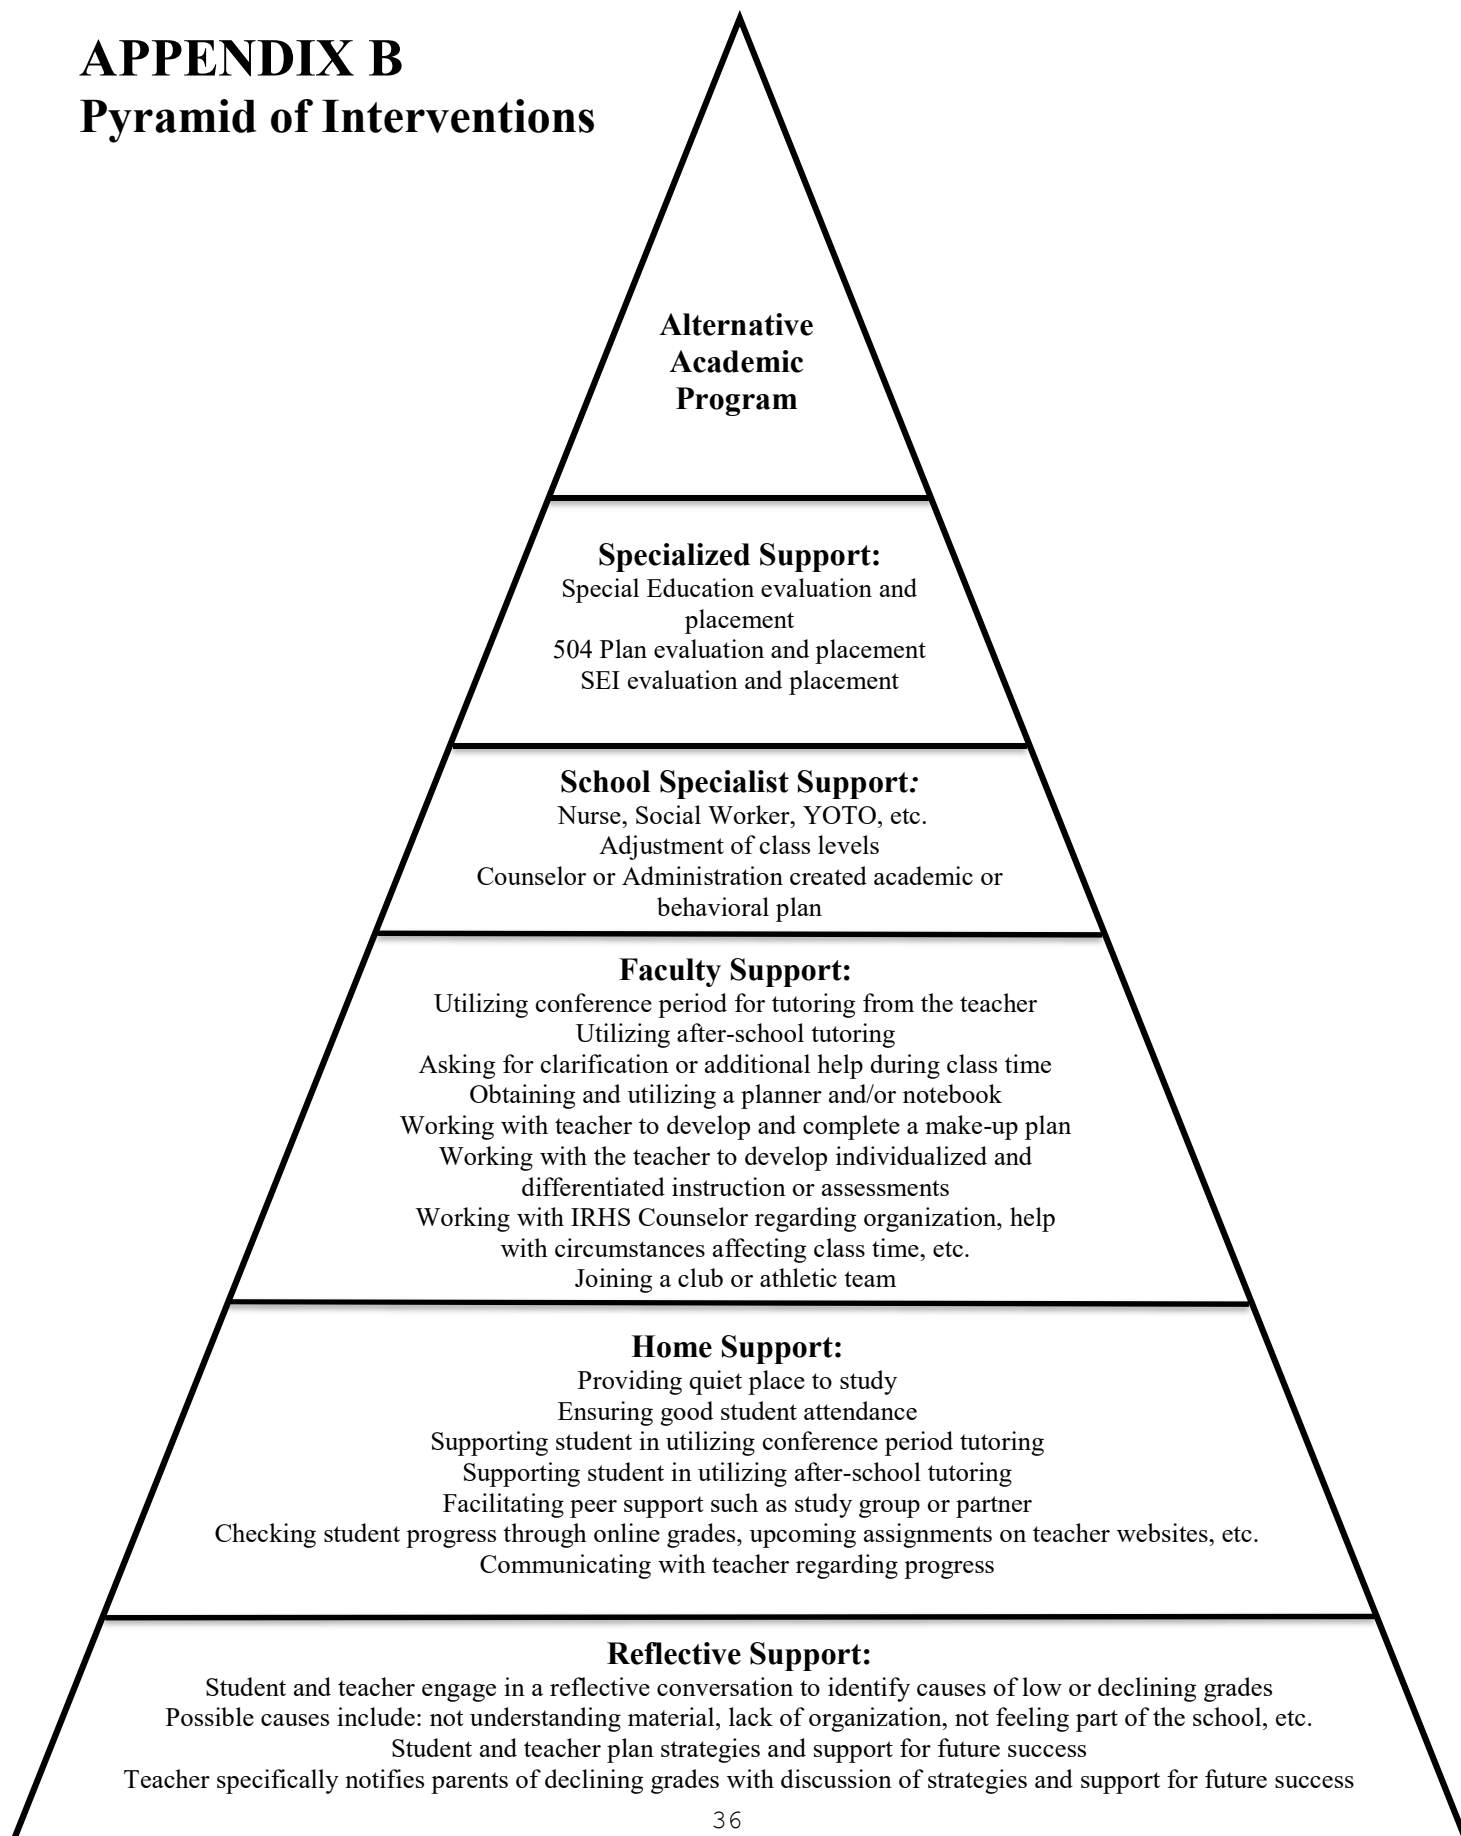 APPENDIX B
Pyramid of Interventions
Alternative
Academic
Program
Specialized Support:
Special Education evaluation and
placement
504 Plan evaluation and placement
SEI evaluation and placement
School Specialist Support:
Nurse, Social Worker, YOTO, etc.
Adjustment of class levels
Counselor or Administration created academic or
behavioral plan
Faculty Support:
Utilizing conference period for tutoring from the teacher
Utilizing after-school tutoring
Asking for clarification or additional help during class time
Obtaining and utilizing a planner and/or notebook
Working with teacher to develop and complete a make-up plan
Working with the teacher to develop individualized and
differentiated instruction or assessments
Working with IRHS Counselor regarding organization, help
with circumstances affecting class time, etc.
Joining a club or athletic team
Home Support:
Providing quiet place to study
Ensuring good student attendance
Supporting student in utilizing conference period tutoring
Supporting student in utilizing after-school tutoring
Facilitating peer support such as study group or partner
Checking student progress through online grades, upcoming assignments on teacher websites, etc.
Communicating with teacher regarding progress
Reflective Support:
Student and teacher engage in a reflective conversation to identify causes of low or declining grades
Possible causes include: not understanding material, lack of organization, not feeling part of the school, etc.
Student and teacher plan strategies and support for future success
Teacher specifically notifies parents of declining grades with discussion of strategies and support for future success
36